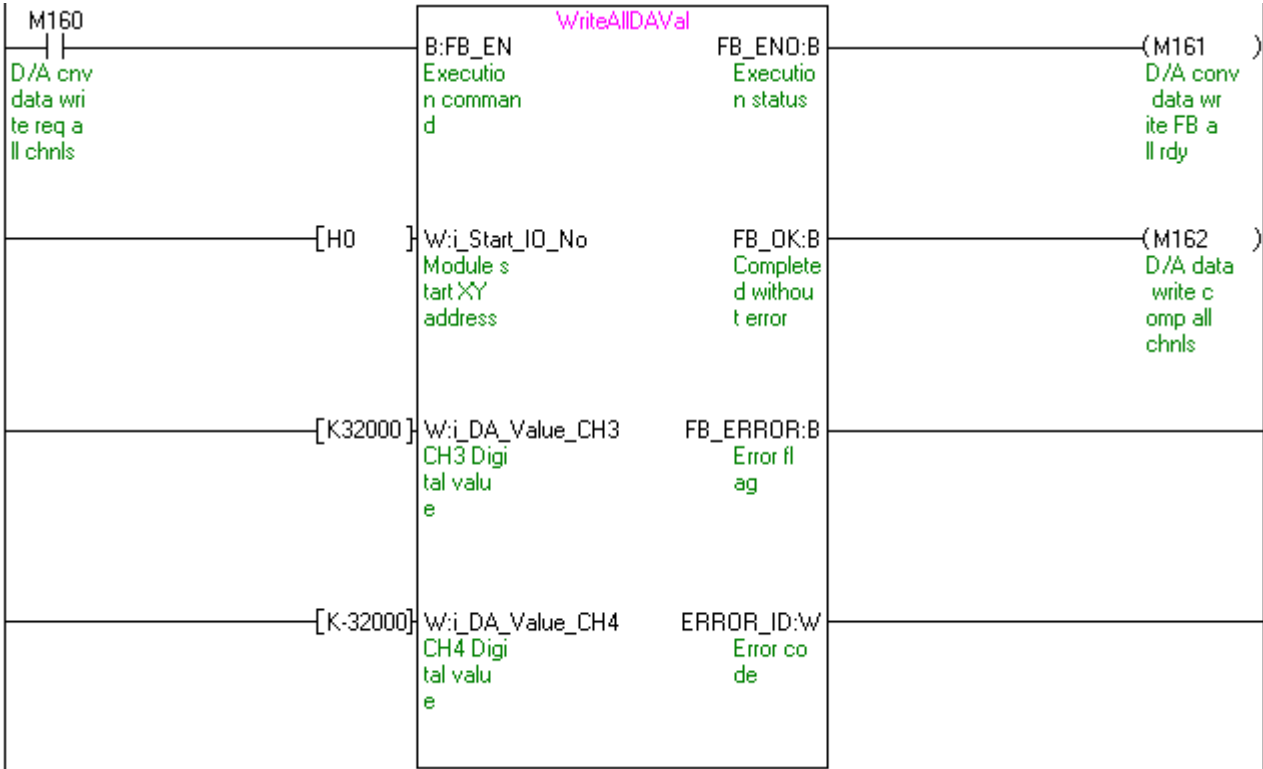 M160
D/A cnv
data wri
te req a
ll chnls
WriteAllDAVal
B:FB_EN
Executio
n comman
d
FB_ENO:B
Executio
n status
(M161 )
D/A conv
data wr
ite FB a
ll rdy
[H0 ]
W:i_Start_IO_No
Module s
tart XY
address
FB_OK:B
Complete
d withou
t error
(M162 )
D/A data
write c
omp all
chnls
[K32000 ]
W:i_DA_Value_CH3
CH3 Digi
tal valu
e
FB_ERROR:B
Error fl
ag
[K-32000]
W:i_DA_Value_CH4
CH4 Digi
tal valu
e
ERROR_ID:W
Error co
de